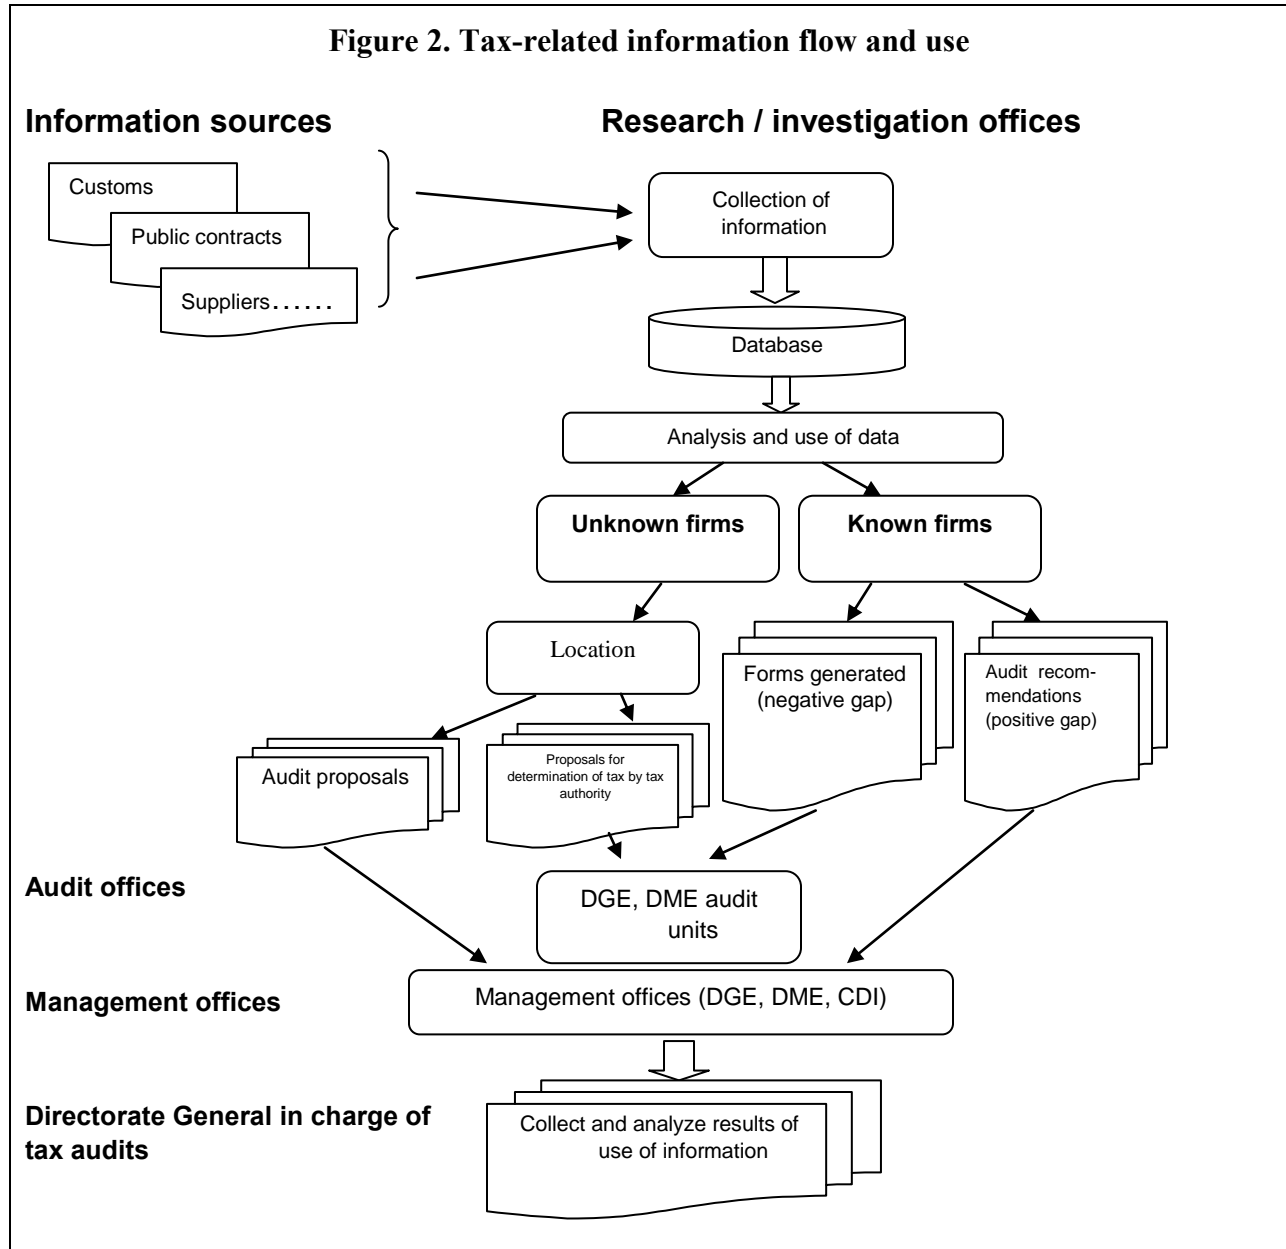 Figure 2. Tax-related information flow and use
Information sources
Research / investigation offices
Customs
Public contracts
Suppliers......
Collection of
information
Database
Analysis and use of data
Unknown firms
Known firms
Location
Forms generated
(negative gap)
Audit recom-
mendations
(positive gap)
Audit proposals
Proposals for
determination of tax by tax
authority
Audit offices
DGE, DME audit
units
Management offices
Management offices (DGE, DME, CDI)
Directorate General in charge of
tax audits
Collect and analyze results of
use of information